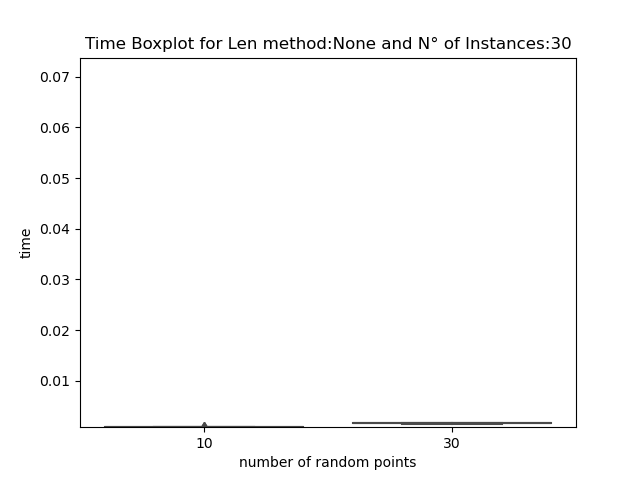 Time Boxplot for Len method:None and N° of Instances:30
0.07
0.06
0.05
0.04
0.03
0.02
0.01
time
10 30
number of random points